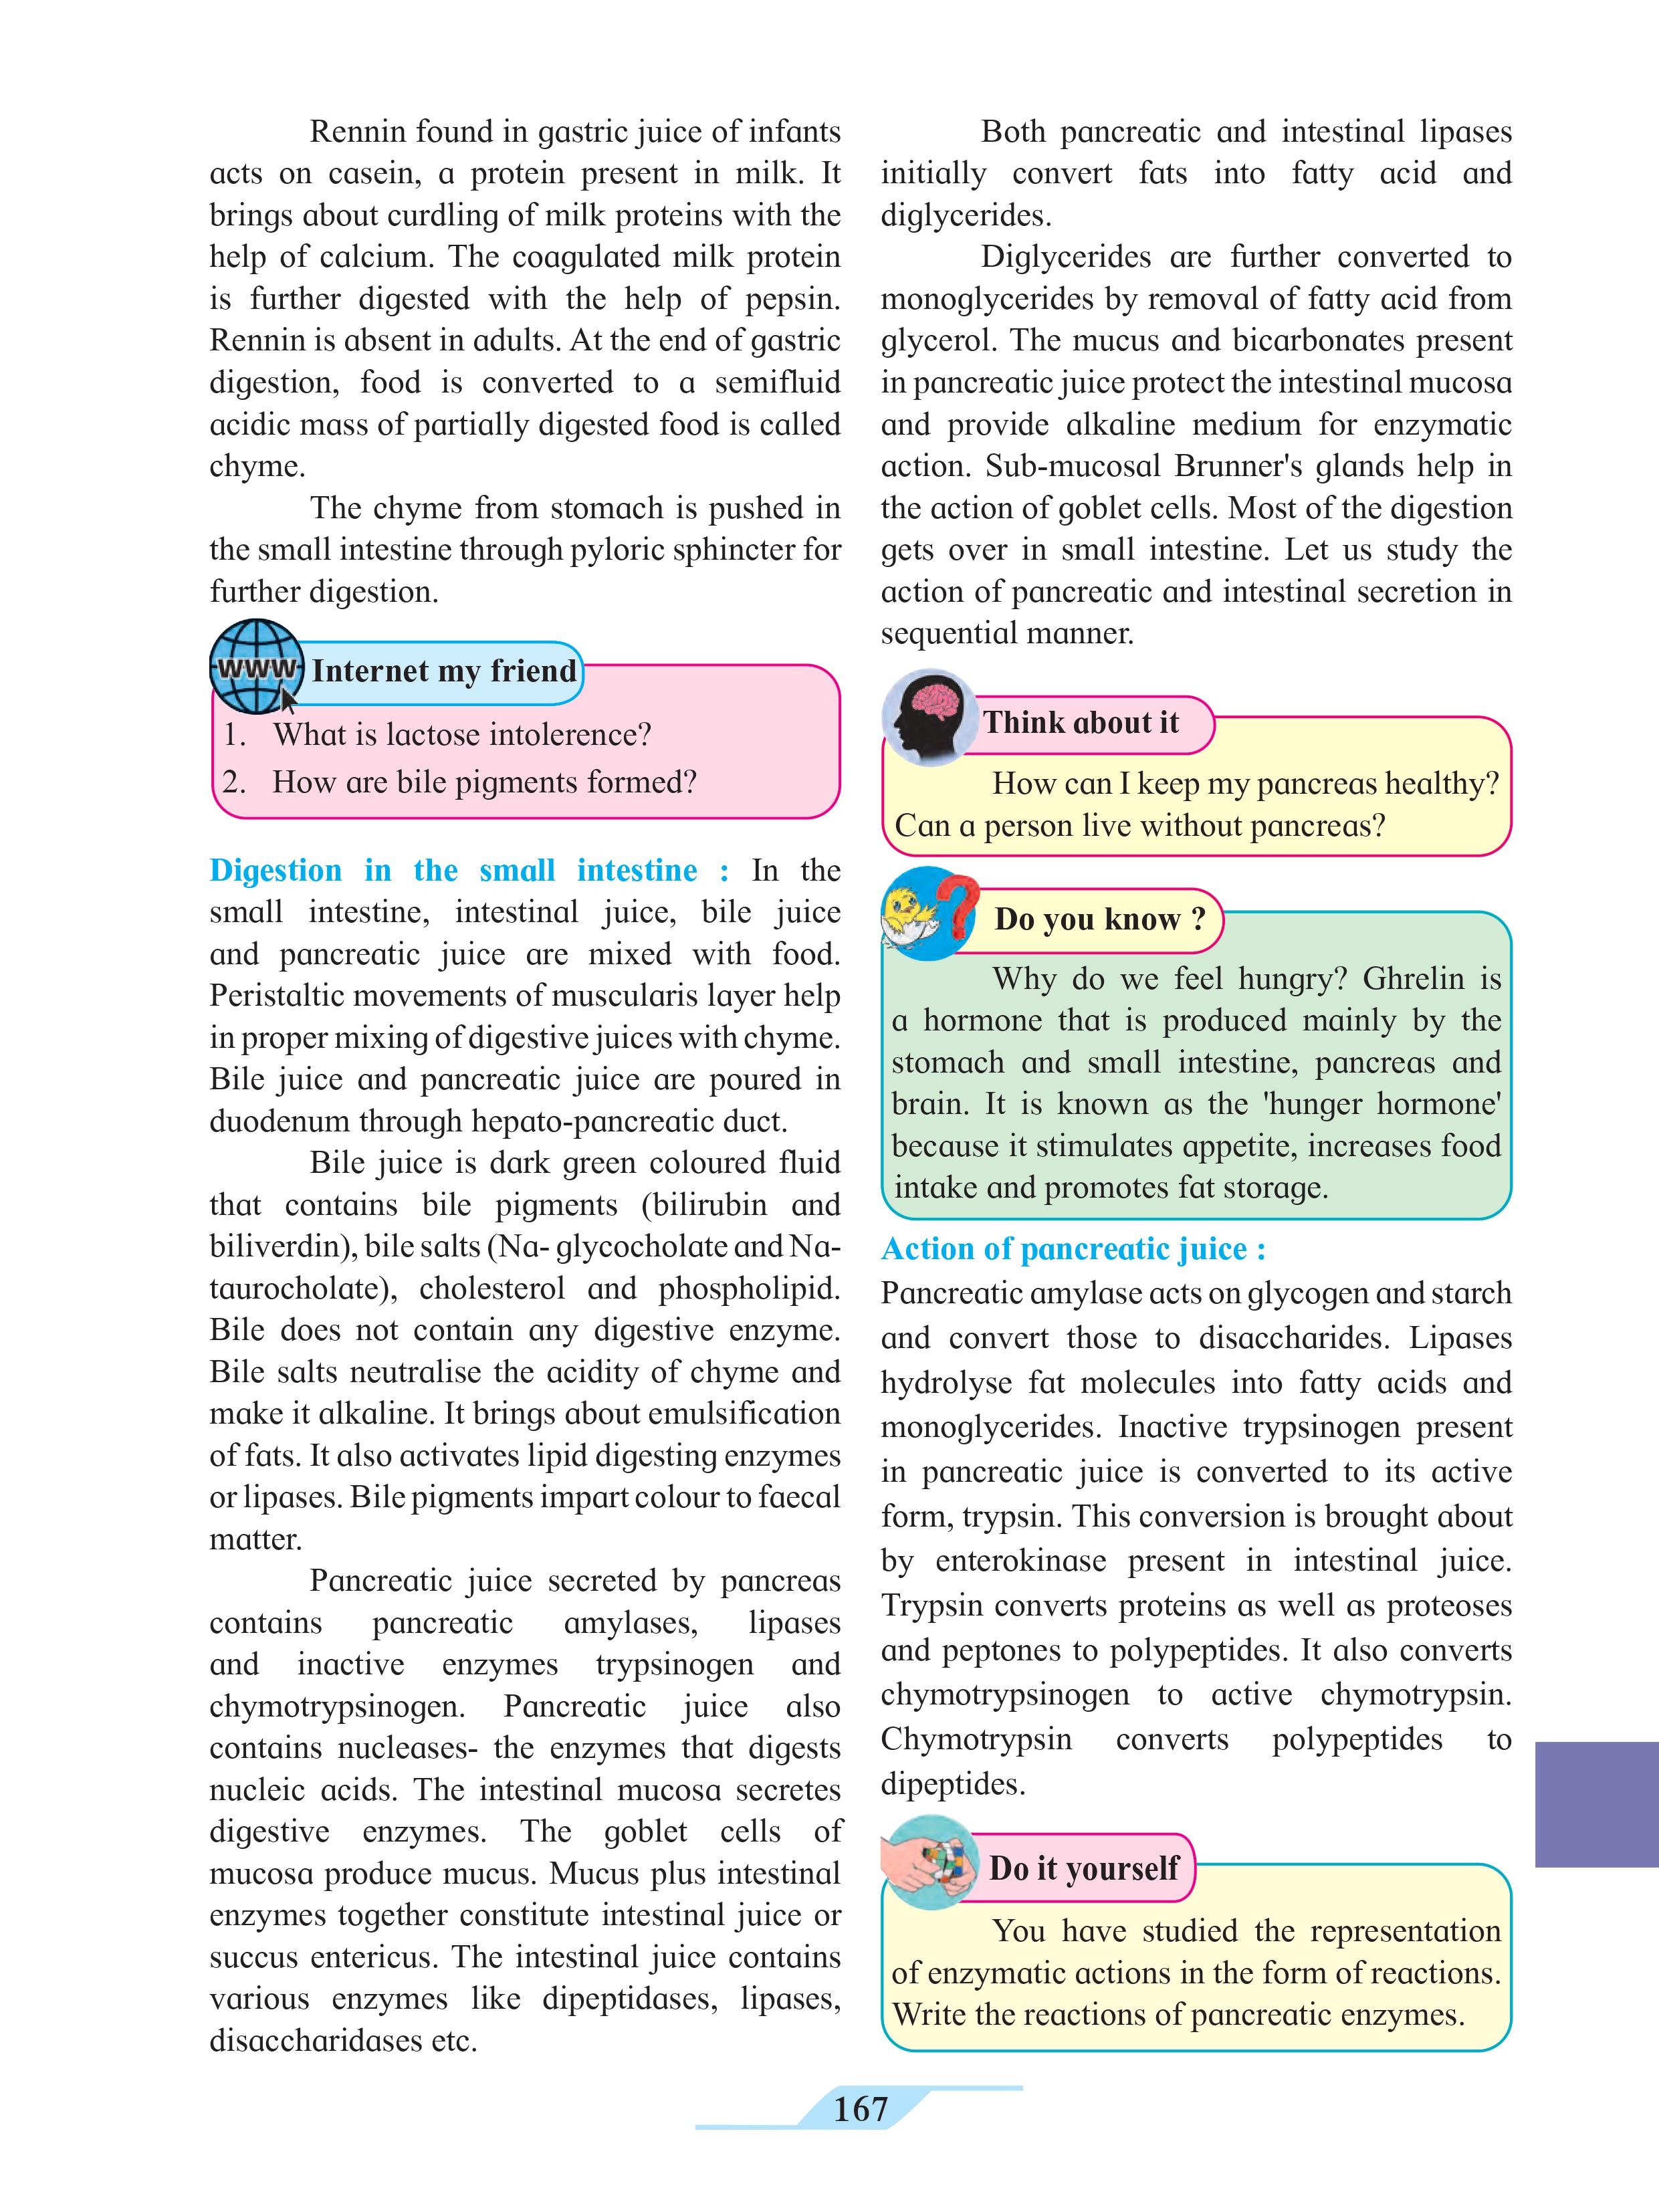 Rennin found in gastric juice of infants
acts on casein, a protein present in milk. It
brings about curdling of milk proteins with the
help of calcium. The coagulated milk protein
is further digested with the help of pepsin.
Rennin is absent in adults. At the end of gastric
digestion, food is converted to a semifluid
acidic mass of partially digested food is called
chyme.
The chyme from stomach is pushed in
the small intestine through pyloric sphincter for
further digestion.
WWW
Internet my friend
1. What is lactose intolerence?
2. How are bile pigments formed?
Digestion in the small intestine : In the
small intestine, intestinal juice, bile juice
and pancreatic juice are mixed with food.
Peristaltic movements of muscularis layer help
in proper mixing of digestive juices with chyme.
Bile juice and pancreatic juice are poured in
duodenum through hepato-pancreatic duct.
Bile juice is dark green coloured fluid
that contains bile pigments (bilirubin and
biliverdin), bile salts (Na- glycocholate and Na-
taurocholate), cholesterol and phospholipid.
Bile does not contain any digestive enzyme.
Bile salts neutralise the acidity of chyme and
make it alkaline. It brings about emulsification
of fats. It also activates lipid digesting enzymes
or lipases. Bile pigments impart colour to faecal
matter.
Pancreatic juice secreted by pancreas
contains pancreatic amylases, lipases
and inactive enzymes trypsinogen and
chymotrypsinogen. Pancreatic juice also
contains nucleases- the enzymes that digests
nucleic acids. The intestinal mucosa secretes
digestive enzymes. The goblet cells of
mucosa produce mucus. Mucus plus intestinal
enzymes together constitute intestinal juice or
succus entericus. The intestinal juice contains
various enzymes like dipeptidases, lipases,
disaccharidases etc.
Both pancreatic and intestinal lipases
initially convert fats into fatty acid and
diglycerides.
Diglycerides are further converted to
monoglycerides by removal of fatty acid from
glycerol. The mucus and bicarbonates present
in pancreatic juice protect the intestinal mucosa
and provide alkaline medium for enzymatic
action. Sub-mucosal Brunner's glands help in
the action of goblet cells. Most of the digestion
gets over in small intestine. Let us study the
action of pancreatic and intestinal secretion in
sequential manner.
Think about it
How can I keep my pancreas healthy?
Can a person live without pancreas?
Do you know ?
Why do we feel hungry? Ghrelin is
a hormone that is produced mainly by the
stomach and small intestine, pancreas and
brain. It is known as the 'hunger hormone'
because it stimulates appetite, increases food
intake and promotes fat storage.
Action of pancreatic juice :
Pancreatic amylase acts on glycogen and starch
and convert those to disaccharides. Lipases
hydrolyse fat molecules into fatty acids and
monoglycerides. Inactive trypsinogen present
in pancreatic juice is converted to its active
form, trypsin. This conversion is brought about
by enterokinase present in intestinal juice.
Trypsin converts proteins as well as proteoses
and peptones to polypeptides. It also converts
chymotrypsinogen to active chymotrypsin.
Chymotrypsin converts polypeptides to
dipeptides.
Do it yourself
You have studied the representation
of enzymatic actions in the form of reactions.
Write the reactions of pancreatic enzymes.
167